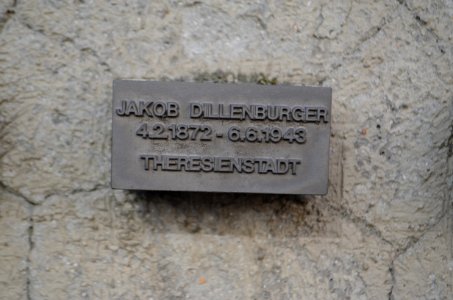 JAKOB DILLENBURGER
4.2.1872 - 6.6.1943
THERESIENSTADT